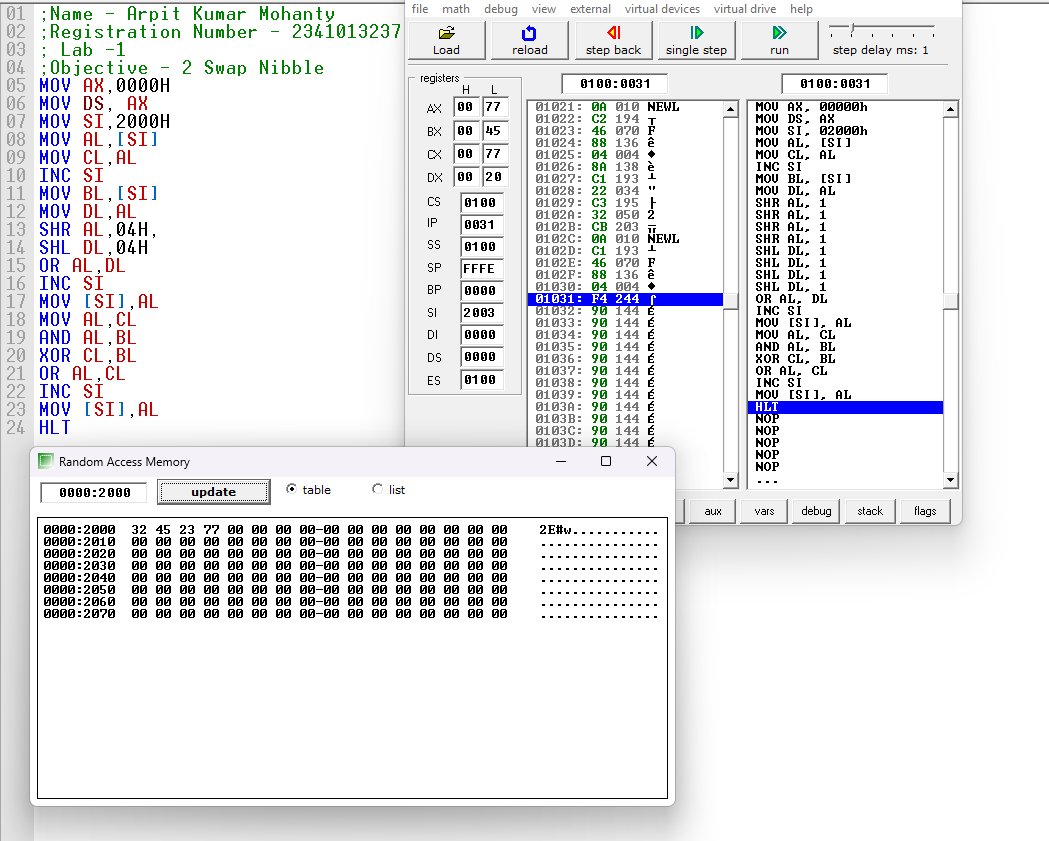 01 ;Name - Arpit Kumar Mohanty
02 ;Registration Number - 2341013237
03 ; Lab -1
04 ;Objective - 2 Swap Nibble
05 MOV AX,0000H
06 MOV DS, AX
07 MOV SI,2000H
08 MOV AL,[SI]
09 MOV CL,AL
10 INC SI
11 MOV BL,[SI]
12 MOV DL,AL
13 SHR AL,04H,
14 SHL DL,04H
15 OR AL,DL
16 INC SI
17 MOV [SI],AL
18 MOV AL,CL
19 AND AL,BL
20 XOR CL,BL
21 OR AL,CL
22 INC SI
23 MOV [SI],AL
24 HLT
file math debug view external virtual devices virtual drive help
Load reload step back single step run step delay ms: 1
registers
H L
AX 00 77
BX 00 45
CX 00 77
DX 00 20
CS 0100
IP 0031
SS 0100
SP FFFE
BP 0000
SI 2003
DI 0000
DS 0000
ES 0100
0100:0031
01021: 0A 010 NEWL
01022: C2 194 ┬
01023: 46 070 F
01024: 88 136 ê
01025: 04 004 ♦
01026: 8A 138 è
01027: C1 193 ┴
01028: 22 034 "
01029: C3 195 ├
0102A: 32 050 2
0102B: CB 203 ╦
0102C: 0A 010 NEWL
0102D: C1 193 ┴
0102E: 46 070 F
0102F: 88 136 ê
01030: 04 004 ♦
01031: F4 244 ⌠
01032: 90 144 É
01033: 90 144 É
01034: 90 144 É
01035: 90 144 É
01036: 90 144 É
01037: 90 144 É
01038: 90 144 É
01039: 90 144 É
0103A: 90 144 É
0103B: 90 144 É
0103C: 90 144 É
0103D: 90 144 É
0100:0031
MOV AX, 00000h
MOV DS, AX
MOV SI, 02000h
MOV AL, [SI]
MOV CL, AL
INC SI
MOV BL, [SI]
MOV DL, AL
SHR AL, 1
SHR AL, 1
SHR AL, 1
SHR AL, 1
SHL DL, 1
SHL DL, 1
SHL DL, 1
SHL DL, 1
OR AL, DL
INC SI
MOV [SI], AL
MOV AL, CL
AND AL, BL
XOR CL, BL
OR AL, CL
INC SI
MOV [SI], AL
HLT
NOP
NOP
NOP
NOP
NOP
...
aux vars debug stack flags
Random Access Memory
0000:2000 update table list
0000:2000 32 45 23 77 00 00 00 00-00 00 00 00 00 00 00 00 2E#w............
0000:2010 00 00 00 00 00 00 00 00-00 00 00 00 00 00 00 00 ................
0000:2020 00 00 00 00 00 00 00 00-00 00 00 00 00 00 00 00 ................
0000:2030 00 00 00 00 00 00 00 00-00 00 00 00 00 00 00 00 ................
0000:2040 00 00 00 00 00 00 00 00-00 00 00 00 00 00 00 00 ................
0000:2050 00 00 00 00 00 00 00 00-00 00 00 00 00 00 00 00 ................
0000:2060 00 00 00 00 00 00 00 00-00 00 00 00 00 00 00 00 ................
0000:2070 00 00 00 00 00 00 00 00-00 00 00 00 00 00 00 00 ................